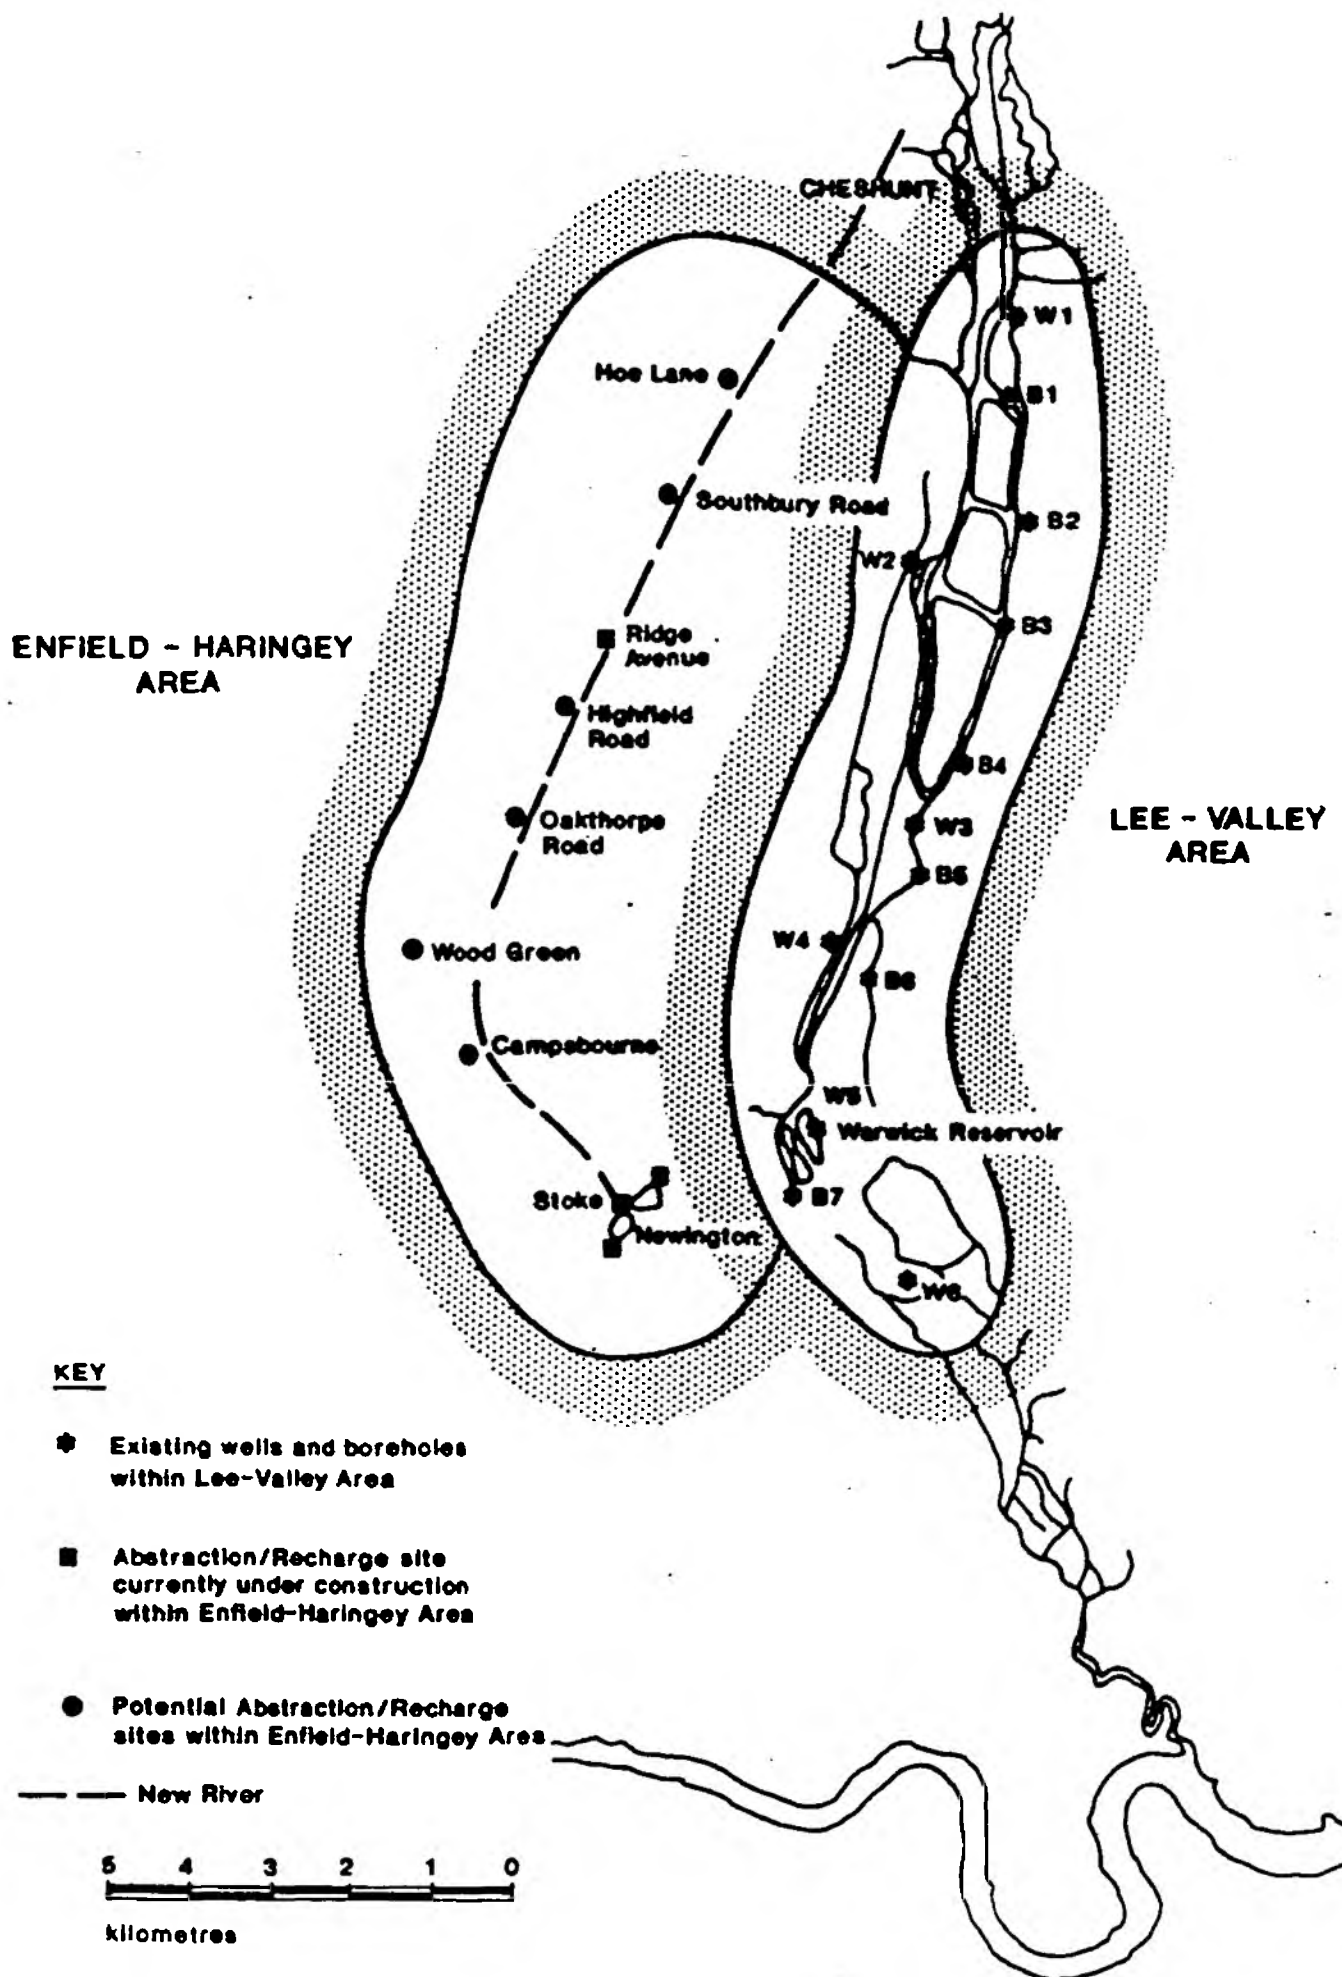 CHESHUNT
W1
Hoe Lane
B1
Southbury Road
B2
W2
B3
Ridge
Avenue
ENFIELD - HARINGEY
AREA
Highfield
Road
B4
Oakthorpe
Road
W3
LEE - VALLEY
AREA
B5
W4
Wood Green
B6
Campsbourne
W5
Warwick Reservoir
Stoke
B7
Newington
W6
KEY
Existing wells and boreholes
within Lee-Valley Area
Abstraction/Recharge site
currently under construction
within Enfield-Haringey Area
Potential Abstraction/Recharge
sites within Enfield-Haringey Area
New River
5 4 3 2 1 0
kilometres